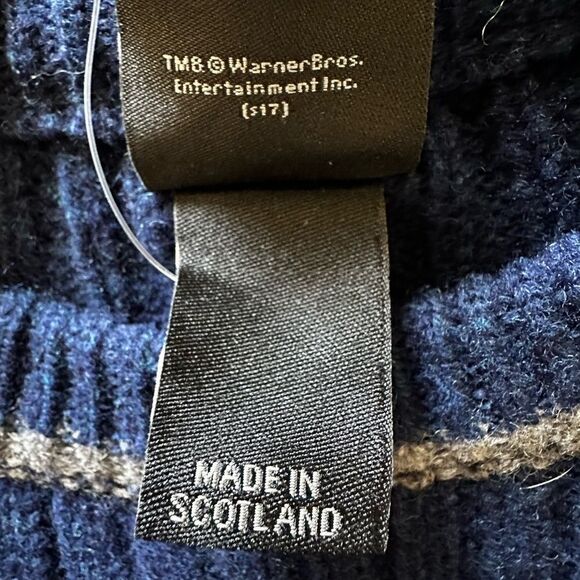 TM& © WarnerBros.
Entertainment Inc.
(s17)
MADE IN
SCOTLAND